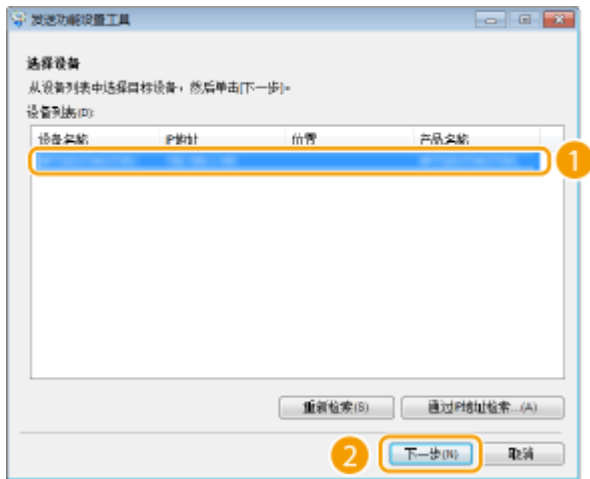 发送功能设置工具
选择设备
从设备列表中选择目标设备，然后单击[下一步]。
设备列表(D):
设备名称 IP地址 位置 产品名称
1
重新检索(S) 通过IP地址检索...(A)
2 下一步(N) 取消